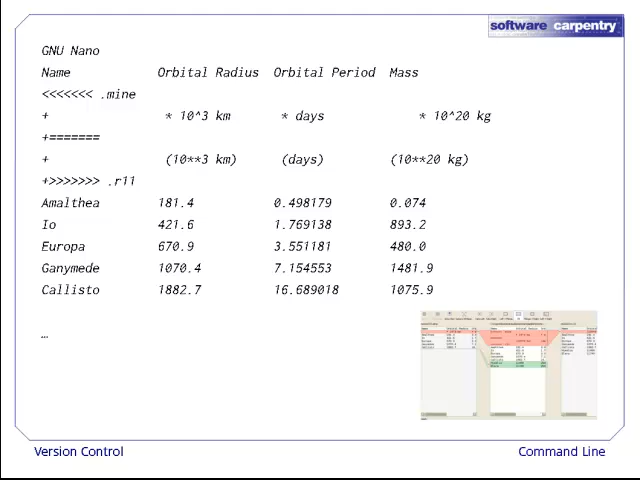 software carpentry
GNU Nano
Name Orbital Radius Orbital Period Mass
<<<<<<< .mine
+ * 10^3 km * days * 10^20 kg
+=======
+ (10**3 km) (days) (10**20 kg)
+>>>>>>> .r11
Amalthea 181.4 0.498179 0.074
Io 421.6 1.769138 893.2
Europa 670.9 3.551181 480.0
Ganymede 1070.4 7.154553 1481.9
Callisto 1882.7 16.689018 1075.9
…
Version Control Command Line